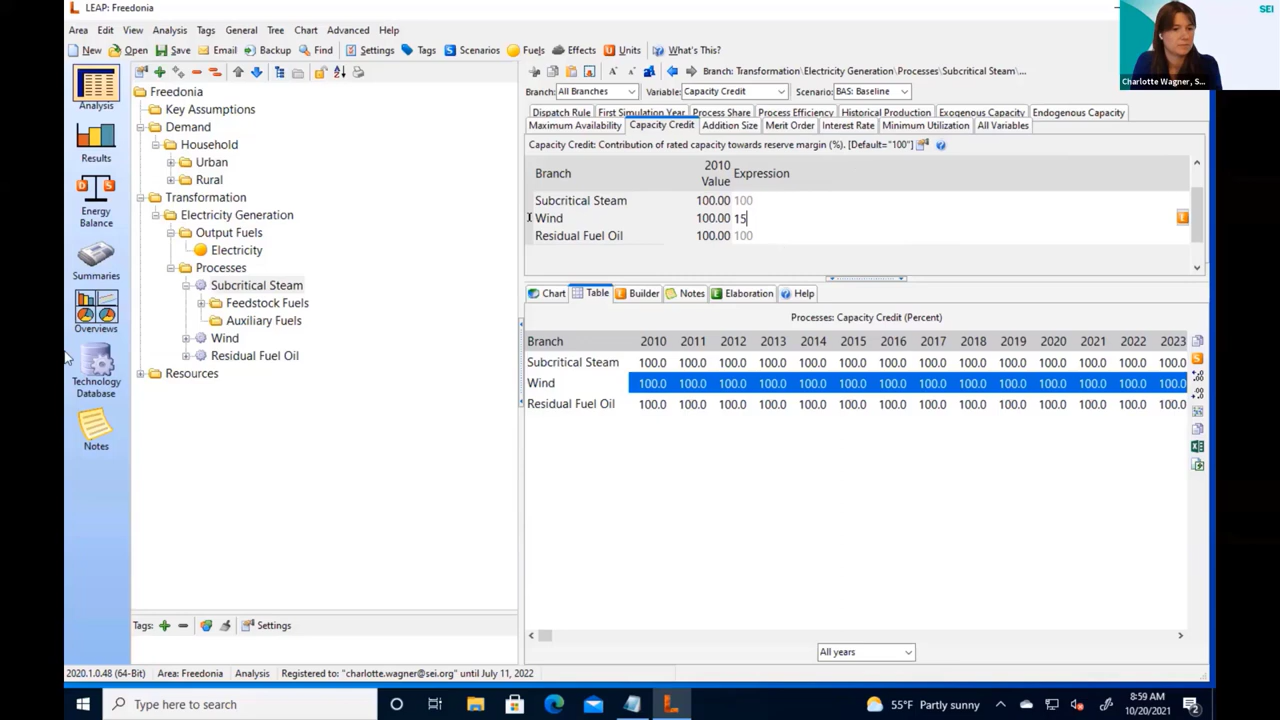 LEAP: Freedonia
SEI
Area Edit View Analysis Tags General Tree Chart Advanced Help
New Open Save Email Backup Find Settings Tags Scenarios Fuels Effects Units What's This?
Charlotte Wagner, S...
Branch: Transformation\Electricity Generation\Processes\Subcritical Steam\...
Branch: All Branches Variable: Capacity Credit Scenario: BAS: Baseline
Dispatch Rule First Simulation Year Process Share Process Efficiency Historical Production Exogenous Capacity Endogenous Capacity
Maximum Availability Capacity Credit Addition Size Merit Order Interest Rate Minimum Utilization All Variables
Capacity Credit: Contribution of rated capacity towards reserve margin (%). [Default="100"]
Branch 2010 Value Expression
Subcritical Steam 100.00 100
Wind 100.00 15
Residual Fuel Oil 100.00 100
Chart Table Builder Notes Elaboration Help
Processes: Capacity Credit (Percent)
Branch 2010 2011 2012 2013 2014 2015 2016 2017 2018 2019 2020 2021 2022 2023
Subcritical Steam 100.0 100.0 100.0 100.0 100.0 100.0 100.0 100.0 100.0 100.0 100.0 100.0 100.0 100.0
Wind 100.0 100.0 100.0 100.0 100.0 100.0 100.0 100.0 100.0 100.0 100.0 100.0 100.0 100.0
Residual Fuel Oil 100.0 100.0 100.0 100.0 100.0 100.0 100.0 100.0 100.0 100.0 100.0 100.0 100.0 100.0
All years
Analysis
Results
Energy
Balance
Summaries
Overviews
Technology
Database
Notes
Freedonia
Key Assumptions
Demand
Household
Urban
Rural
Transformation
Electricity Generation
Output Fuels
Electricity
Processes
Subcritical Steam
Feedstock Fuels
Auxiliary Fuels
Wind
Residual Fuel Oil
Resources
Tags: Settings
2020.1.0.48 (64-Bit) Area: Freedonia Analysis Registered to: "charlotte.wagner@sei.org" until July 11, 2022
Type here to search
55°F Partly sunny
8:59 AM
10/20/2021
2